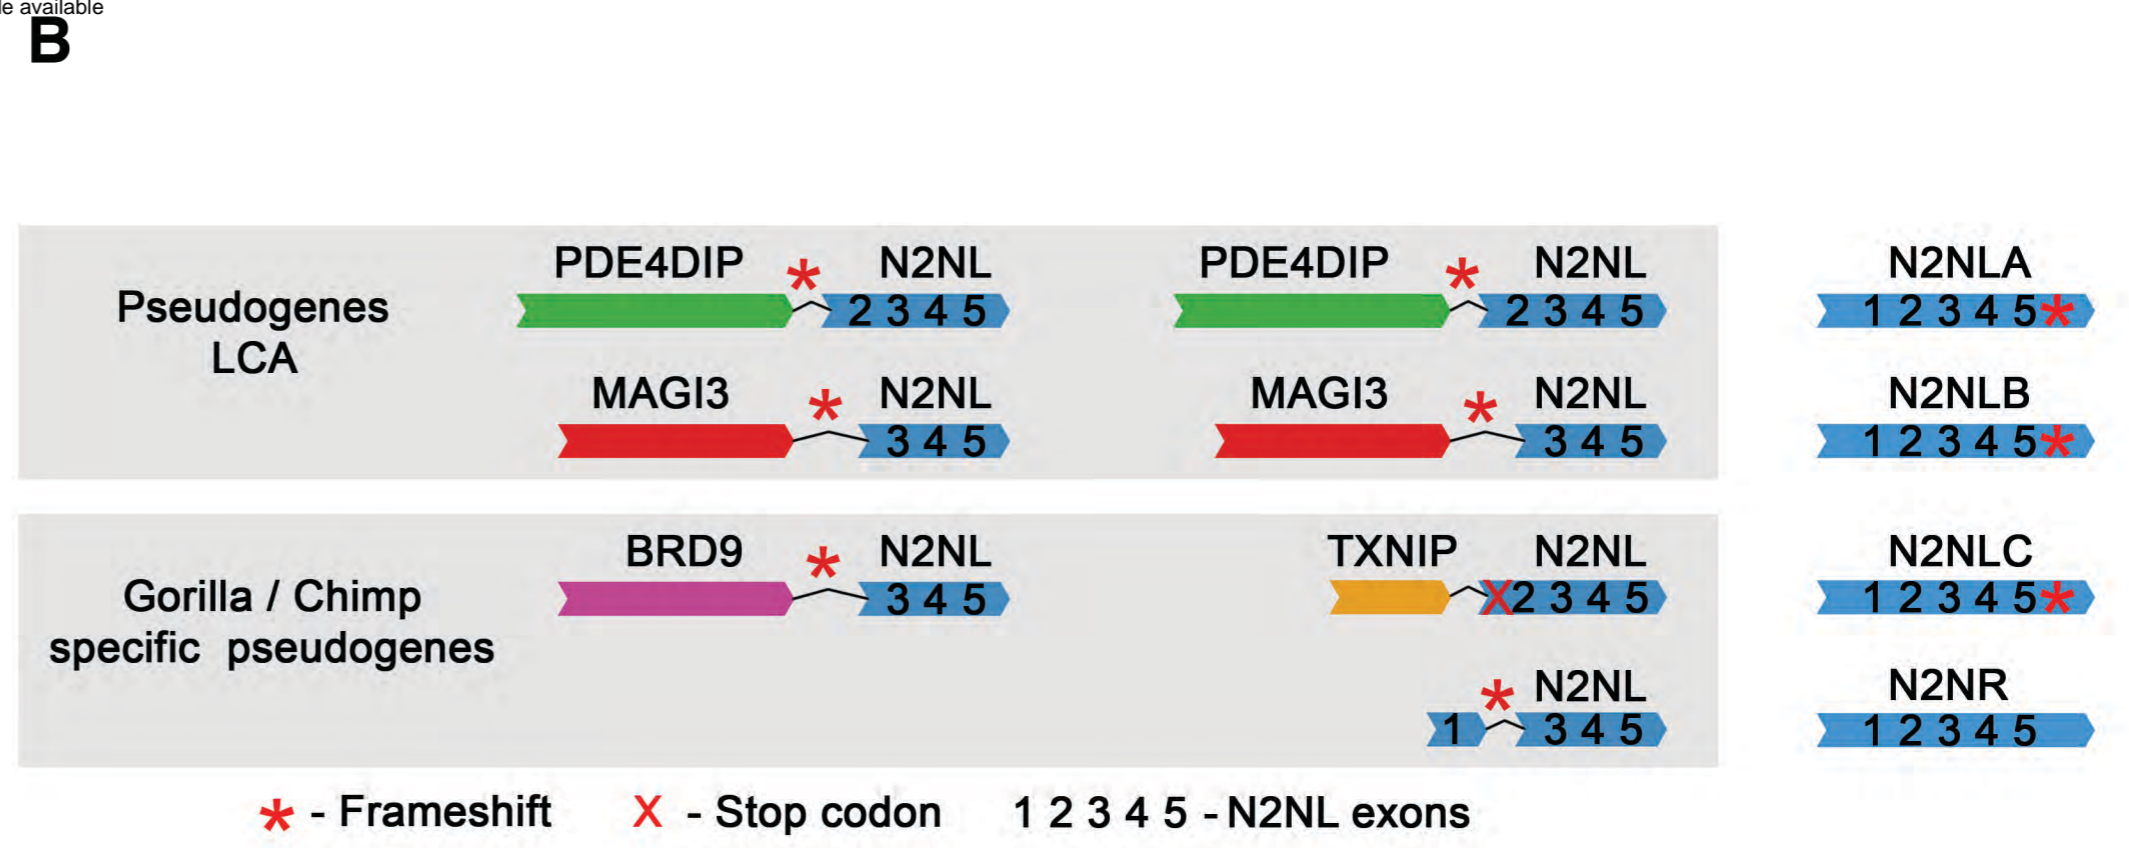 le available
B
PDE4DIP * N2NL PDE4DIP * N2NL N2NLA
Pseudogenes 2 3 4 5 2 3 4 5 1 2 3 4 5 *
LCA
MAGI3 * N2NL MAGI3 * N2NL N2NLB
3 4 5 3 4 5 1 2 3 4 5 *
BRD9 * N2NL TXNIP N2NL N2NLC
Gorilla / Chimp 3 4 5 X 2 3 4 5 1 2 3 4 5 *
specific pseudogenes
* N2NL N2NR
1 3 4 5 1 2 3 4 5
* - Frameshift X - Stop codon 1 2 3 4 5 - N2NL exons